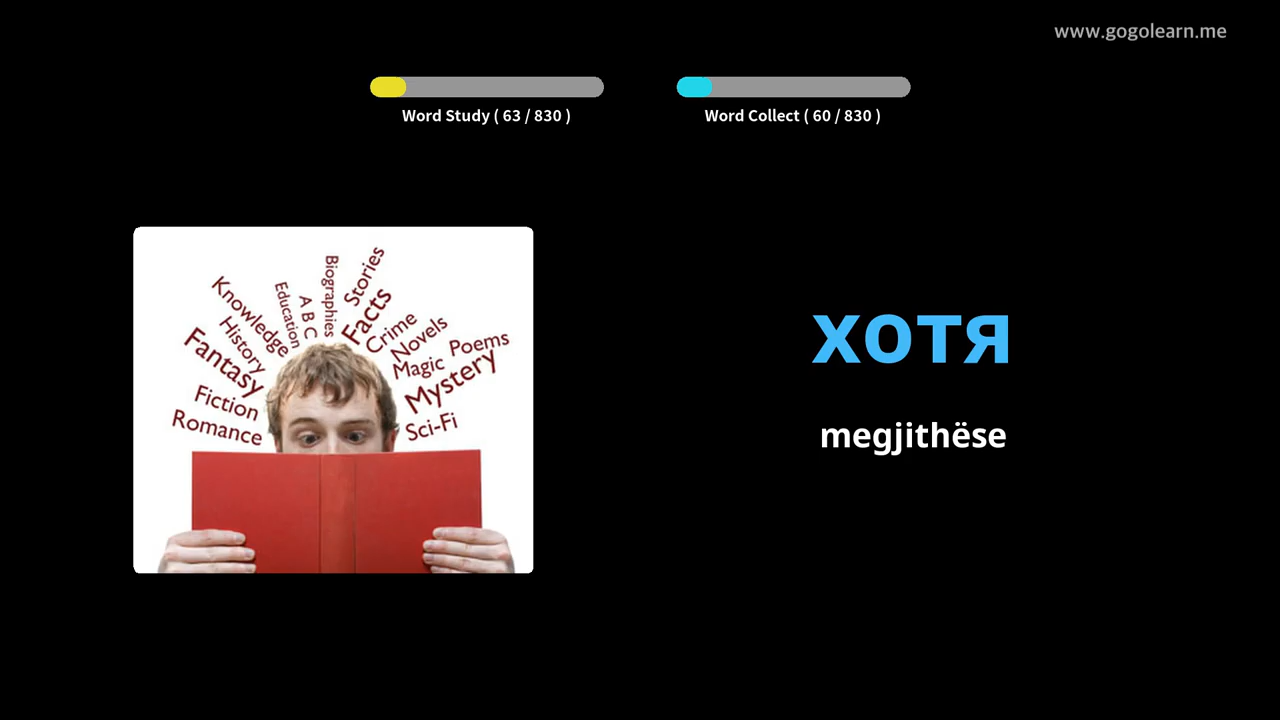 www.gogolearn.me
Word Study ( 63 / 830 )
Word Collect ( 60 / 830 )
Knowledge
Education
A B C
Biographies
Stories
Facts
History
Fantasy
Crime
Novels
Poems
Magic
Mystery
Fiction
Romance
Sci-Fi
хотя
megjithëse